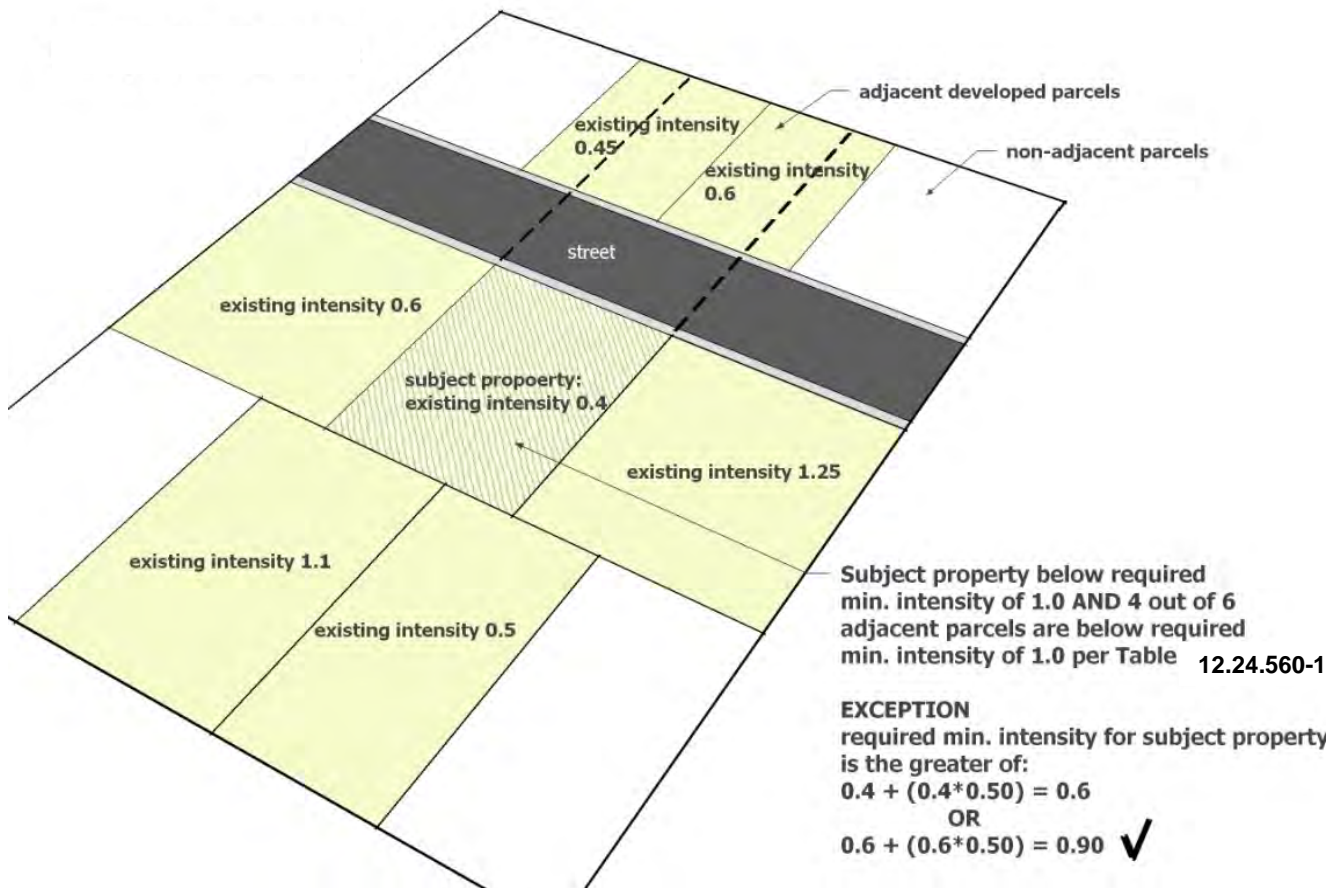 adjacent developed parcels
existing intensity
0.45
non-adjacent parcels
existing intensity
0.6
street
existing intensity 0.6
subject propoerty:
existing intensity 0.4
existing intensity 1.25
existing intensity 1.1
existing intensity 0.5
Subject property below required
min. intensity of 1.0 AND 4 out of 6
adjacent parcels are below required
min. intensity of 1.0 per Table 12.24.560-1
EXCEPTION
required min. intensity for subject property
is the greater of:
0.4 + (0.4*0.50) = 0.6
OR
0.6 + (0.6*0.50) = 0.90 ✓